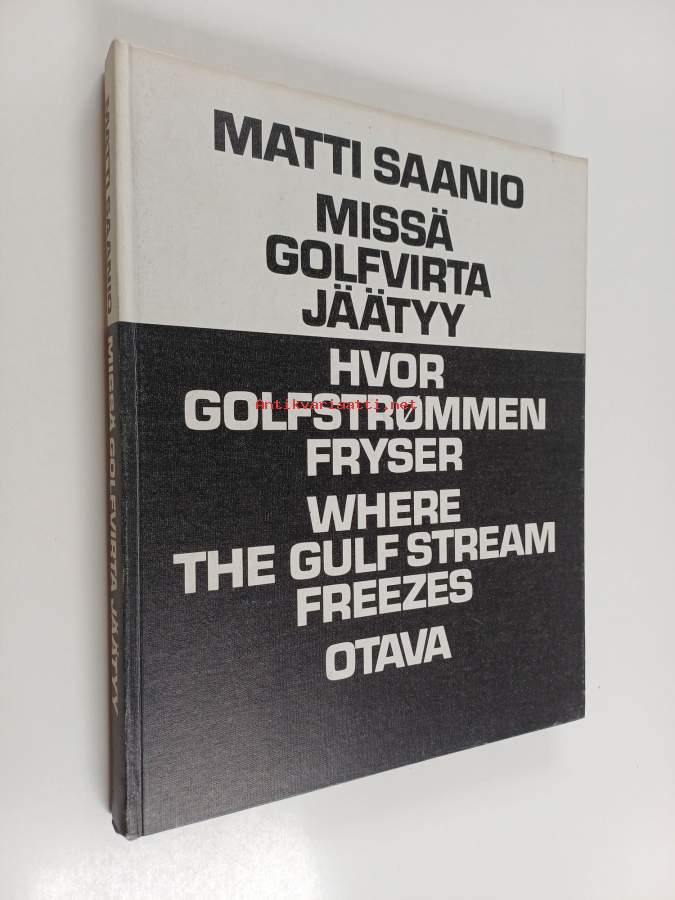 MATTI SAANIO
MISSÄ
GOLFVIRTA
JÄÄTYY
HVOR
GOLFSTRØMMEN
FRYSER
WHERE
THE GULF STREAM
FREEZES
OTAVA
MATTI SAANIO MISSÄ GOLFVIRTA JÄÄTYY
Antikvariaatti.net